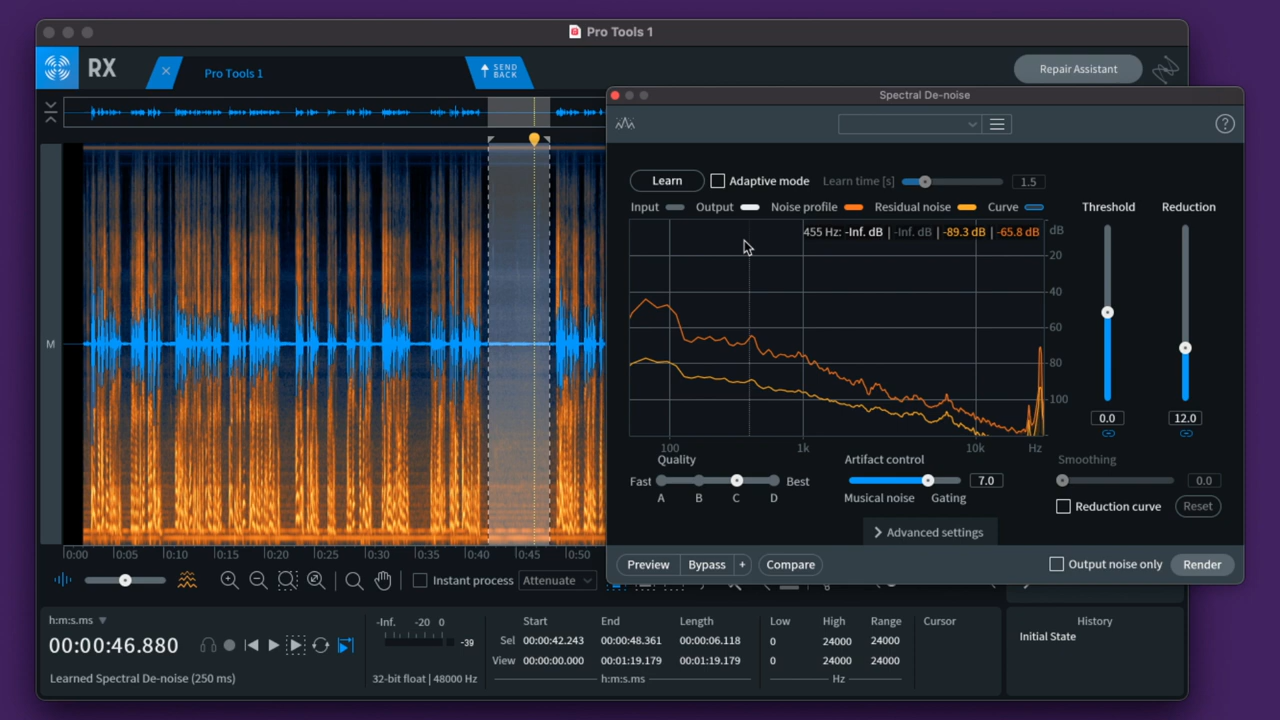 Pro Tools 1
RX
Pro Tools 1
SEND
BACK
Repair Assistant
Spectral De-noise
?
Learn
Adaptive mode
Learn time [s]
1.5
Input
Output
Noise profile
Residual noise
Curve
Threshold
Reduction
455 Hz: -Inf. dB | -Inf. dB | -89.3 dB | -65.8 dB
dB
20
40
60
80
100
100
1k
10k
Hz
0.0
12.0
M
Quality
Fast
Best
A
B
C
D
Artifact control
7.0
Musical noise
Gating
Smoothing
0.0
Reduction curve
Reset
Advanced settings
Preview
Bypass
+
Compare
Output noise only
Render
0:00
0:05
0:10
0:15
0:20
0:25
0:30
0:35
0:40
0:45
0:50
Instant process
Attenuate
h:m:s.ms
00:00:46.880
Learned Spectral De-noise (250 ms)
-Inf.
-20
0
-39
32-bit float | 48000 Hz
Start
End
Length
Sel
00:00:42.243
00:00:48.361
00:00:06.118
View
00:00:00.000
00:01:19.179
00:01:19.179
h:m:s.ms
Low
High
Range
Cursor
0
24000
24000
0
24000
24000
Hz
History
Initial State